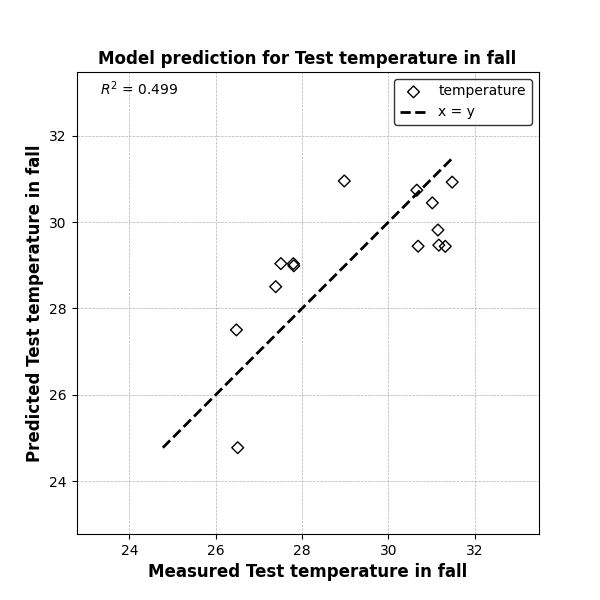 Model prediction for Test temperature in fall
R² = 0.499
temperature
x = y
Predicted Test temperature in fall
32
30
28
26
24
24 26 28 30 32
Measured Test temperature in fall